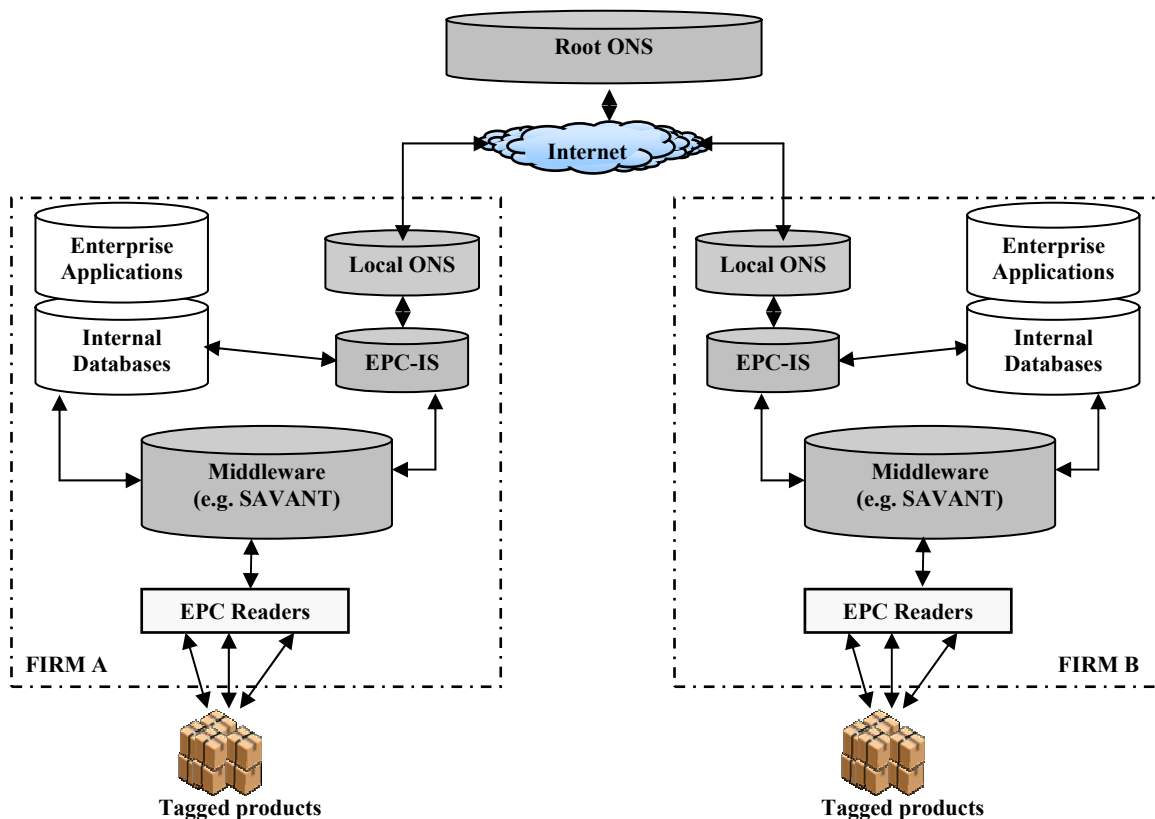 Root ONS
Internet
Enterprise
Applications
Local ONS
Internal
Databases
EPC-IS
Middleware
(e.g. SAVANT)
EPC Readers
FIRM A
Tagged products
Local ONS
Enterprise
Applications
EPC-IS
Internal
Databases
Middleware
(e.g. SAVANT)
EPC Readers
FIRM B
Tagged products